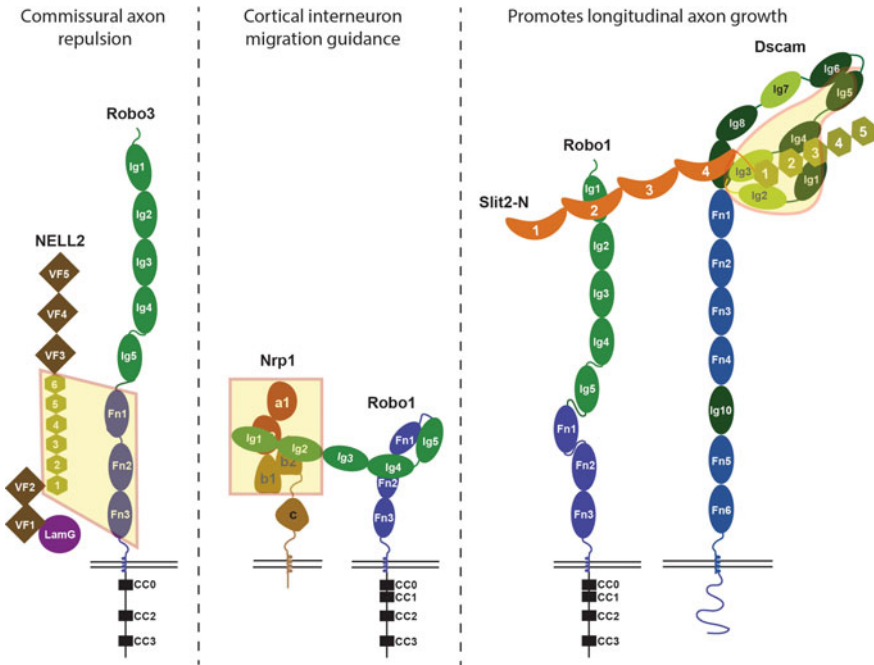 Commissural axon
repulsion
Cortical interneuron
migration guidance
Promotes longitudinal axon growth
Robo3
Ig1
Ig2
Ig3
Ig4
Ig5
Fn1
Fn2
Fn3
CC0
CC2
CC3
NELL2
VF5
VF4
VF3
6
5
4
3
2
1
VF2
VF1
LamG
Nrp1
a1
b1
b2
c
Robo1
Ig1
Ig2
Ig3
Ig4
Ig5
Fn1
Fn2
Fn3
CC0
CC1
CC2
CC3
Slit2-N
1
2
3
4
Robo1
Ig1
Ig2
Ig3
Ig4
Ig5
Fn1
Fn2
Fn3
CC0
CC1
CC2
CC3
Dscam
Ig6
Ig7
Ig5
Ig8
Ig4
Ig3
Ig1
Ig2
1
2
3
4
5
Fn1
Fn2
Fn3
Fn4
Ig10
Fn5
Fn6